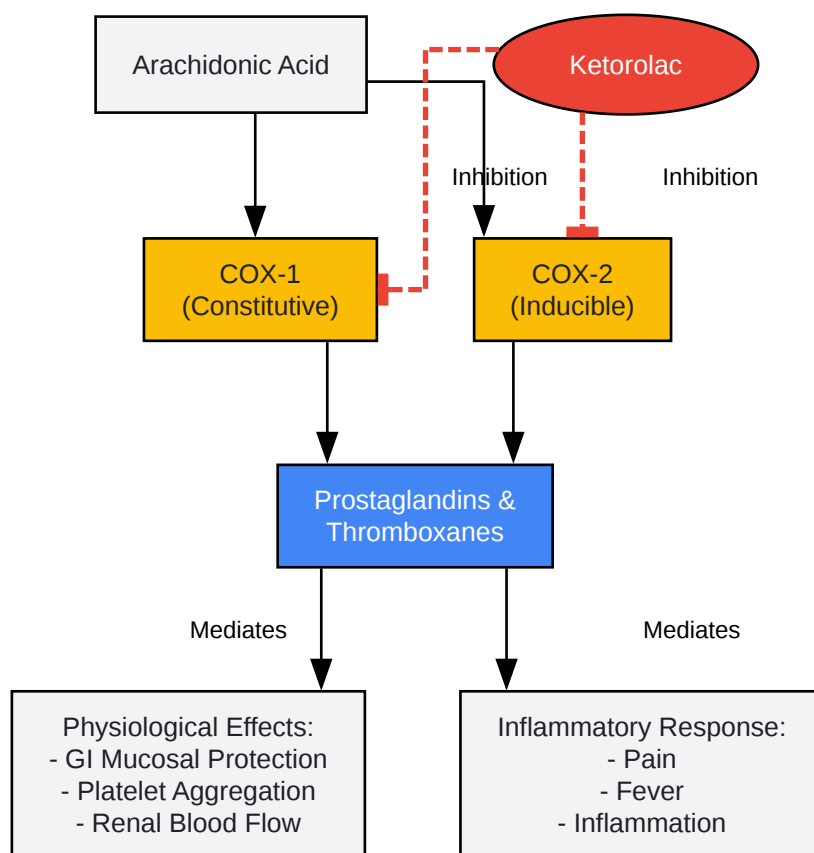 Arachidonic Acid
Ketorolac
Inhibition
Inhibition
COX-1
(Constitutive)
COX-2
(Inducible)
Prostaglandins &
Thromboxanes
Mediates
Mediates
Physiological Effects:
- GI Mucosal Protection
- Platelet Aggregation
- Renal Blood Flow
Inflammatory Response:
- Pain
- Fever
- Inflammation